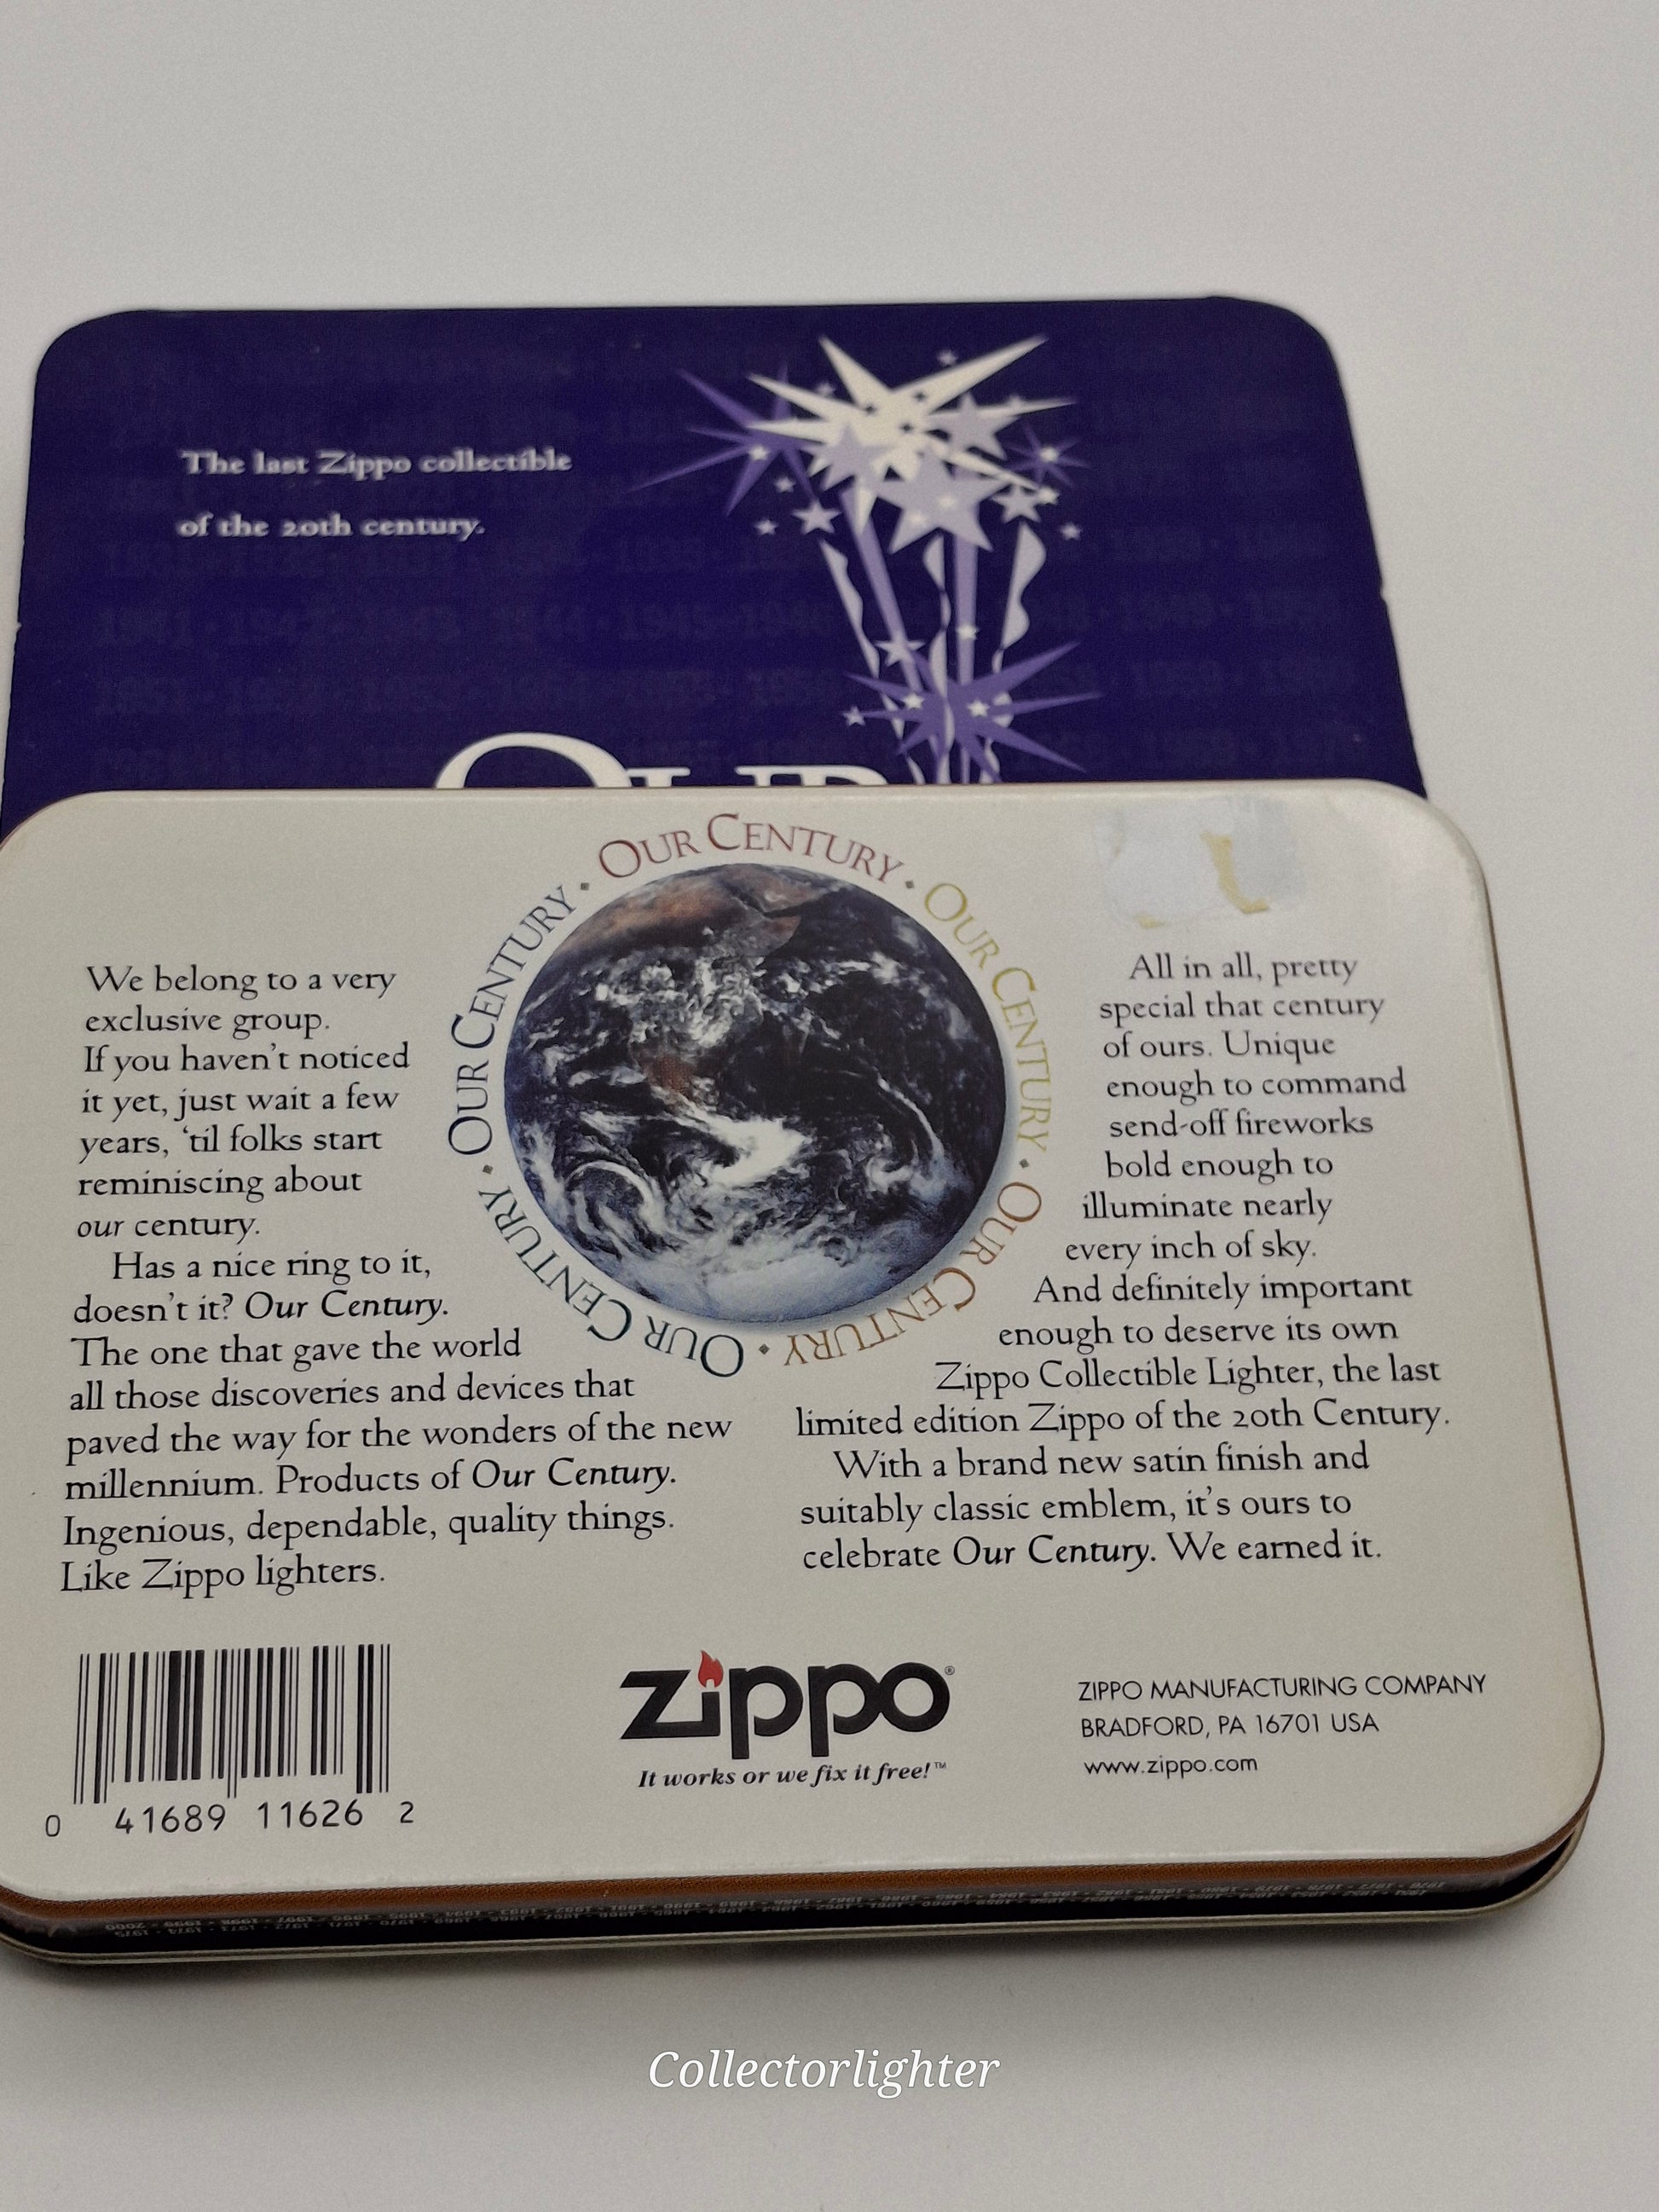 The last Zippo collectible
of the 20th century.
OUR
OUR CENTURY · OUR CENTURY · OUR CENTURY · OUR CENTURY · OUR CENTURY ·
We belong to a very
exclusive group.
If you haven't noticed
it yet, just wait a few
years, 'til folks start
reminiscing about
our century.
Has a nice ring to it,
doesn't it? Our Century.
The one that gave the world
all those discoveries and devices that
paved the way for the wonders of the new
millennium. Products of Our Century.
Ingenious, dependable, quality things.
Like Zippo lighters.
All in all, pretty
special that century
of ours. Unique
enough to command
send-off fireworks
bold enough to
illuminate nearly
every inch of sky.
And definitely important
enough to deserve its own
Zippo Collectible Lighter, the last
limited edition Zippo of the 20th Century.
With a brand new satin finish and
suitably classic emblem, it's ours to
celebrate Our Century. We earned it.
0 41689 11626 2
zippo®
It works or we fix it free!™
ZIPPO MANUFACTURING COMPANY
BRADFORD, PA 16701 USA
www.zippo.com
Collectorlighter